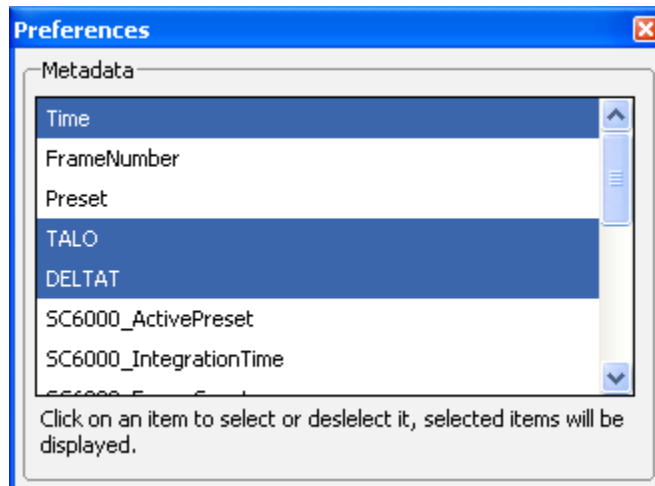 Preferences
Metadata
Time
FrameNumber
Preset
TALO
DELTAT
SC6000_ActivePreset
SC6000_IntegrationTime
Click on an item to select or deslelect it, selected items will be
displayed.